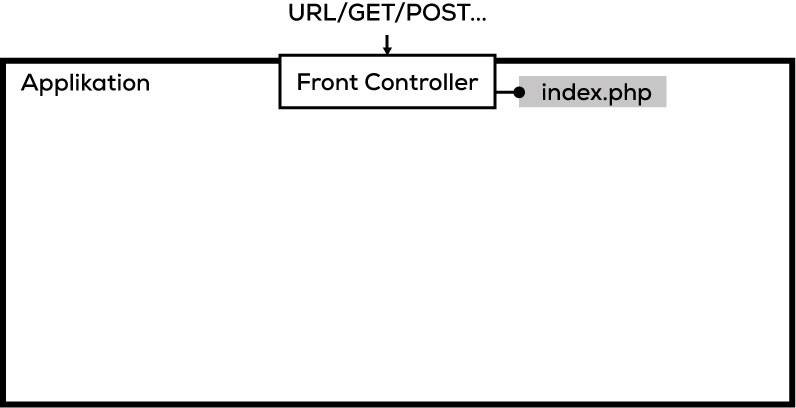 URL/GET/POST...
Applikation
Front Controller
index.php